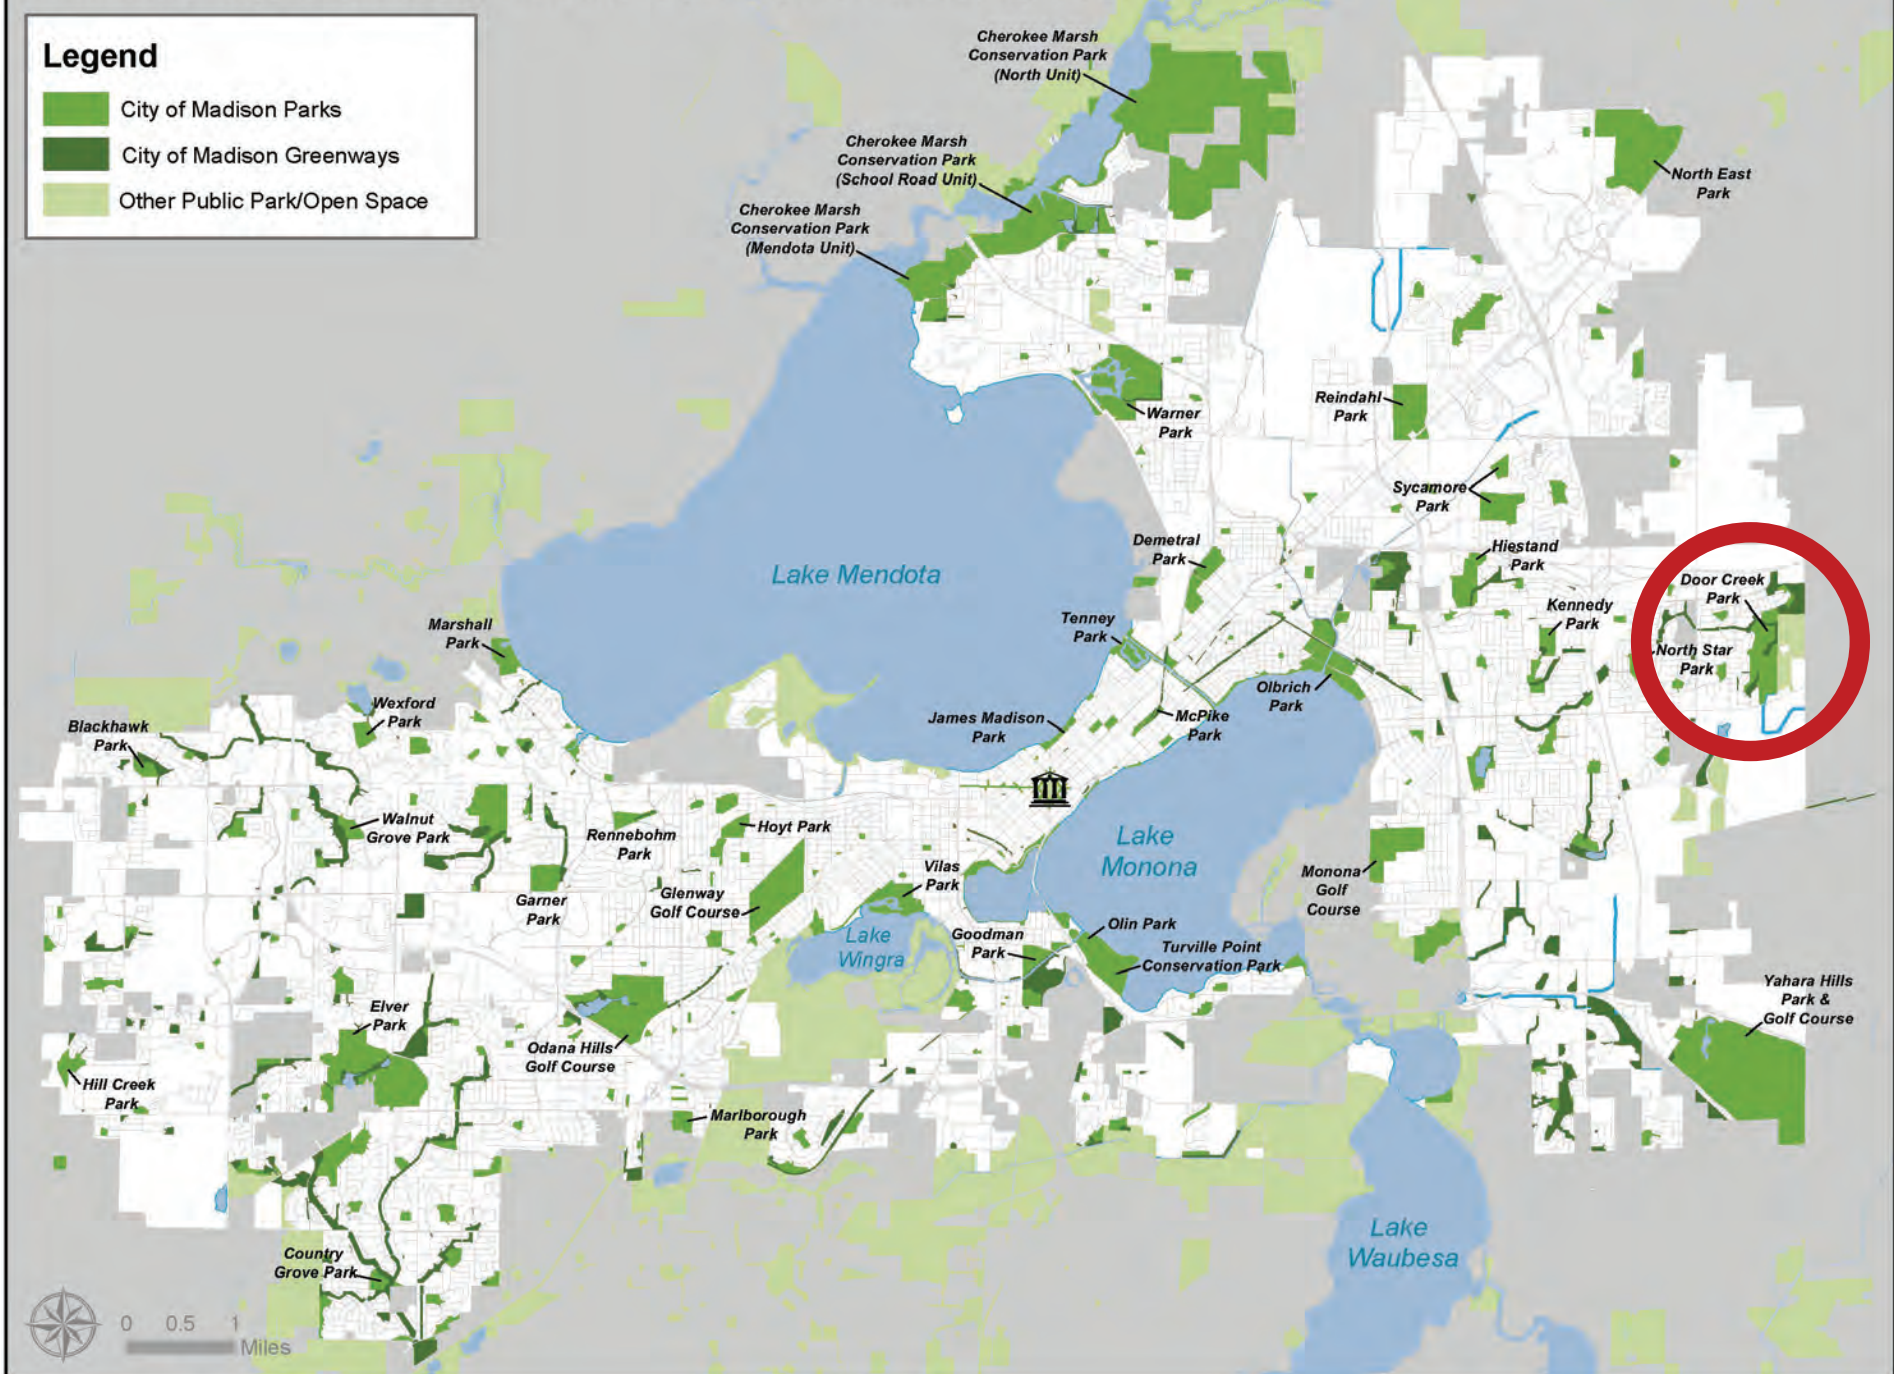 Legend
City of Madison Parks
City of Madison Greenways
Other Public Park/Open Space
Cherokee Marsh
Conservation Park
(North Unit)
Cherokee Marsh
Conservation Park
(School Road Unit)
Cherokee Marsh
Conservation Park
(Mendota Unit)
North East
Park
Warner
Park
Reindahl
Park
Sycamore
Park
Demetral
Park
Hiestand
Park
Door Creek
Park
Kennedy
Park
North Star
Park
Lake Mendota
Tenney
Park
Marshall
Park
Olbrich
Park
Wexford
Park
Blackhawk
Park
James Madison
Park
McPike
Park
Walnut
Grove Park
Rennebohm
Park
Hoyt Park
Lake
Monona
Vilas
Park
Monona
Golf
Course
Garner
Park
Glenway
Golf Course
Lake
Wingra
Goodman
Park
Olin Park
Turville Point
Conservation Park
Yahara Hills
Park &
Golf Course
Elver
Park
Odana Hills
Golf Course
Hill Creek
Park
Marlborough
Park
Lake
Waubesa
Country
Grove Park
0 0.5 1
Miles